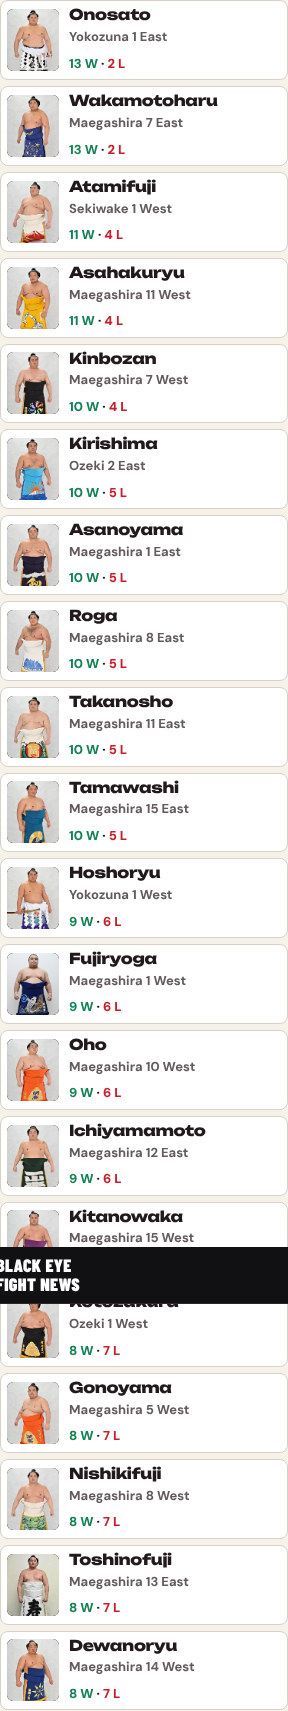 Onosato
Yokozuna 1 East
13 W · 2 L
Wakamotoharu
Maegashira 7 East
13 W · 2 L
Atamifuji
Sekiwake 1 West
11 W · 4 L
Asahakuryu
Maegashira 11 West
11 W · 4 L
Kinbozan
Maegashira 7 West
10 W · 4 L
Kirishima
Ozeki 2 East
10 W · 5 L
Asanoyama
Maegashira 1 East
10 W · 5 L
Roga
Maegashira 8 East
10 W · 5 L
Takanosho
Maegashira 11 East
10 W · 5 L
Tamawashi
Maegashira 15 East
10 W · 5 L
Hoshoryu
Yokozuna 1 West
9 W · 6 L
Fujiryoga
Maegashira 1 West
9 W · 6 L
Oho
Maegashira 10 West
9 W · 6 L
Ichiyamamoto
Maegashira 12 East
9 W · 6 L
Kitanowaka
Maegashira 15 West
BLACK EYE
FIGHT NEWS
Ozeki 1 West
8 W · 7 L
Gonoyama
Maegashira 5 West
8 W · 7 L
Nishikifuji
Maegashira 8 West
8 W · 7 L
Toshinofuji
Maegashira 13 East
8 W · 7 L
Dewanoryu
Maegashira 14 West
8 W · 7 L